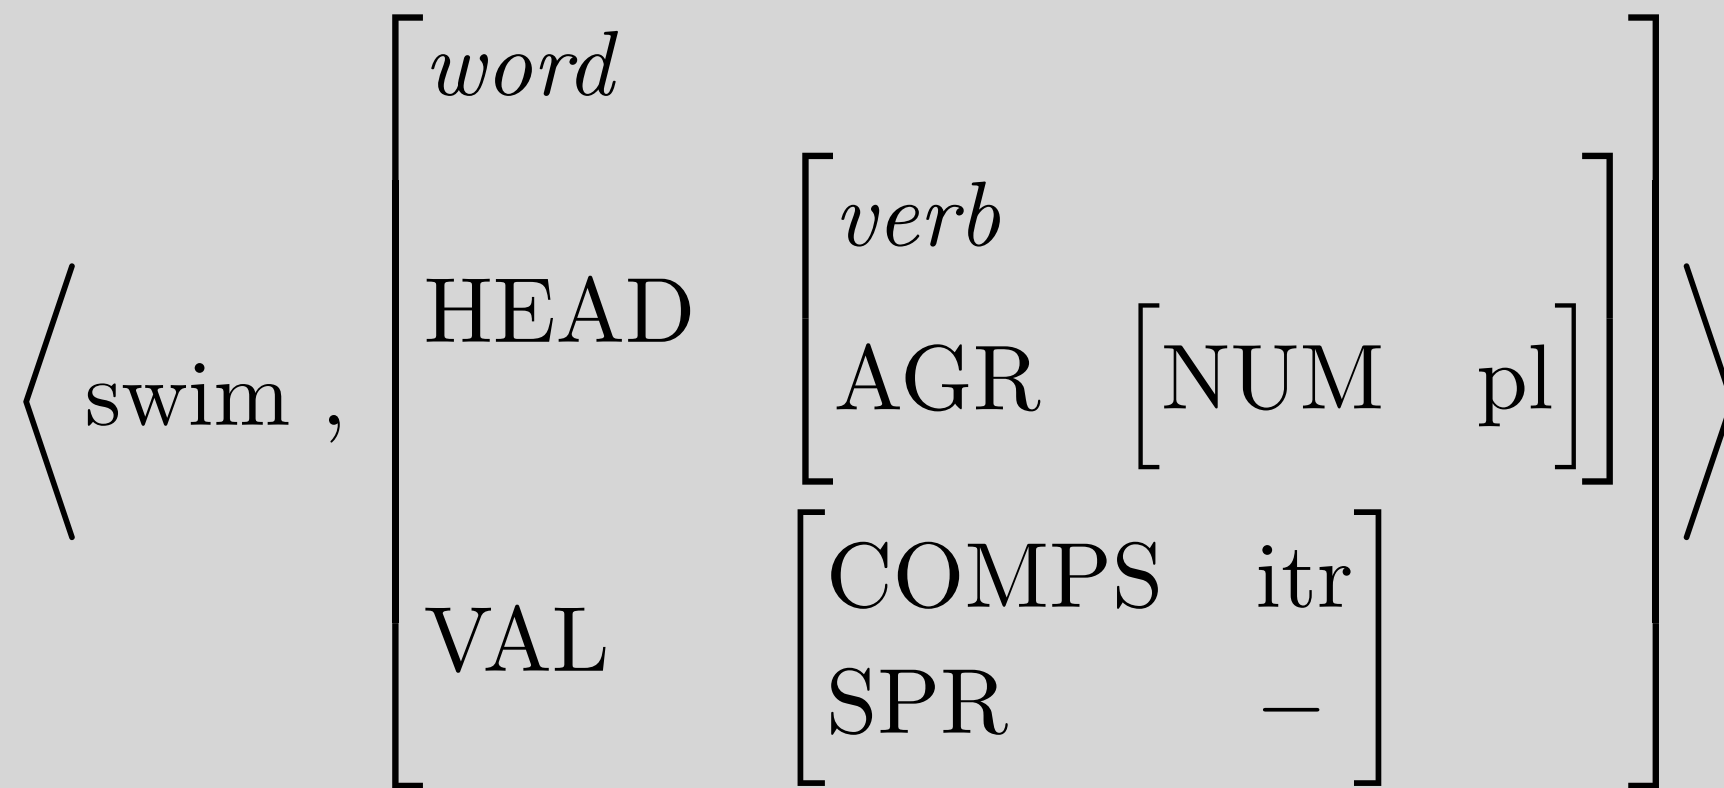 word
verb
HEAD
AGR [NUM pl]
⟨swim ,
COMPS itr
VAL
SPR −